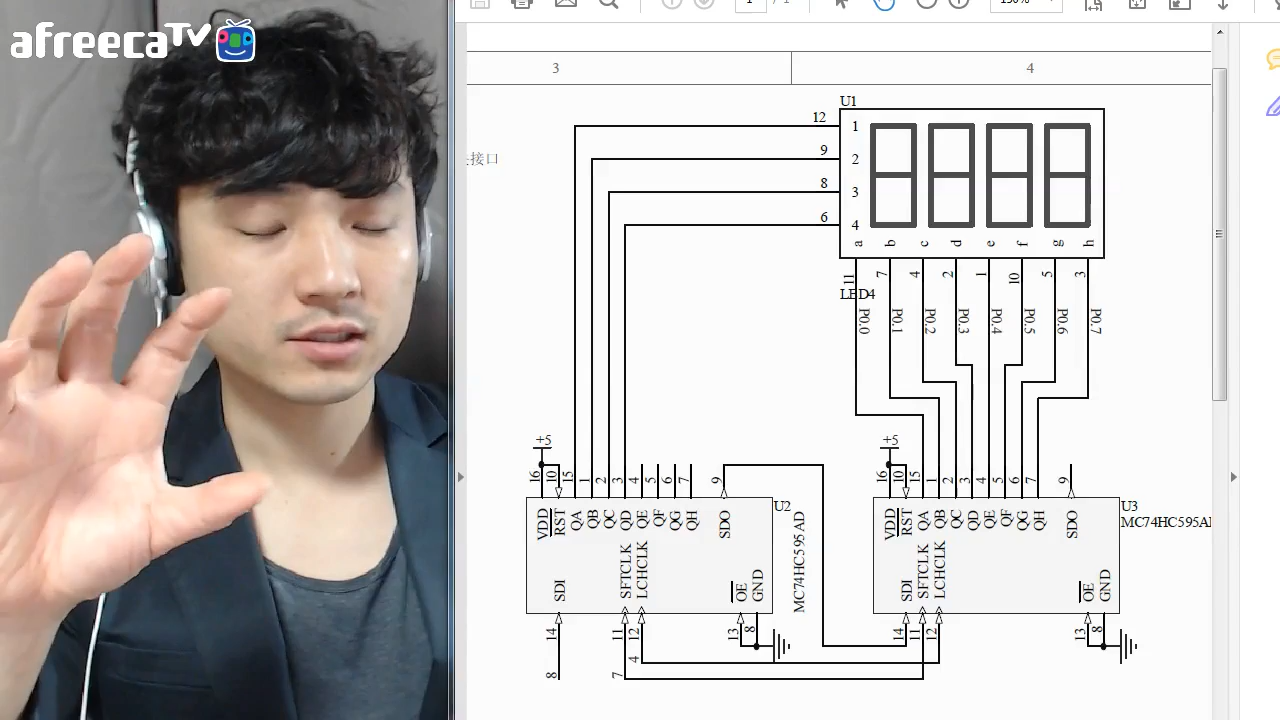 afreecaTV
1 / 1
150%
3
4
接口
U1
12
9
8
6
1
2
3
4
a b c d e f g h
11 7 4 2 1 10 5 3
LED4
P0.0 P0.1 P0.2 P0.3 P0.4 P0.5 P0.6 P0.7
+5
+5
16 10 15 1 2 3 4 5 6 7 9
16 10 15 1 2 3 4 5 6 7 9
VDD RST QA QB QC QD QE QF QG QH SDO
U2
MC74HC595AD
VDD RST QA QB QC QD QE QF QG QH SDO
U3
MC74HC595A
SDI SFTCLK LCHCLK OE GND
SDI SFTCLK LCHCLK OE GND
14 11 12 13 8
14 11 12 13 8
8 7 4